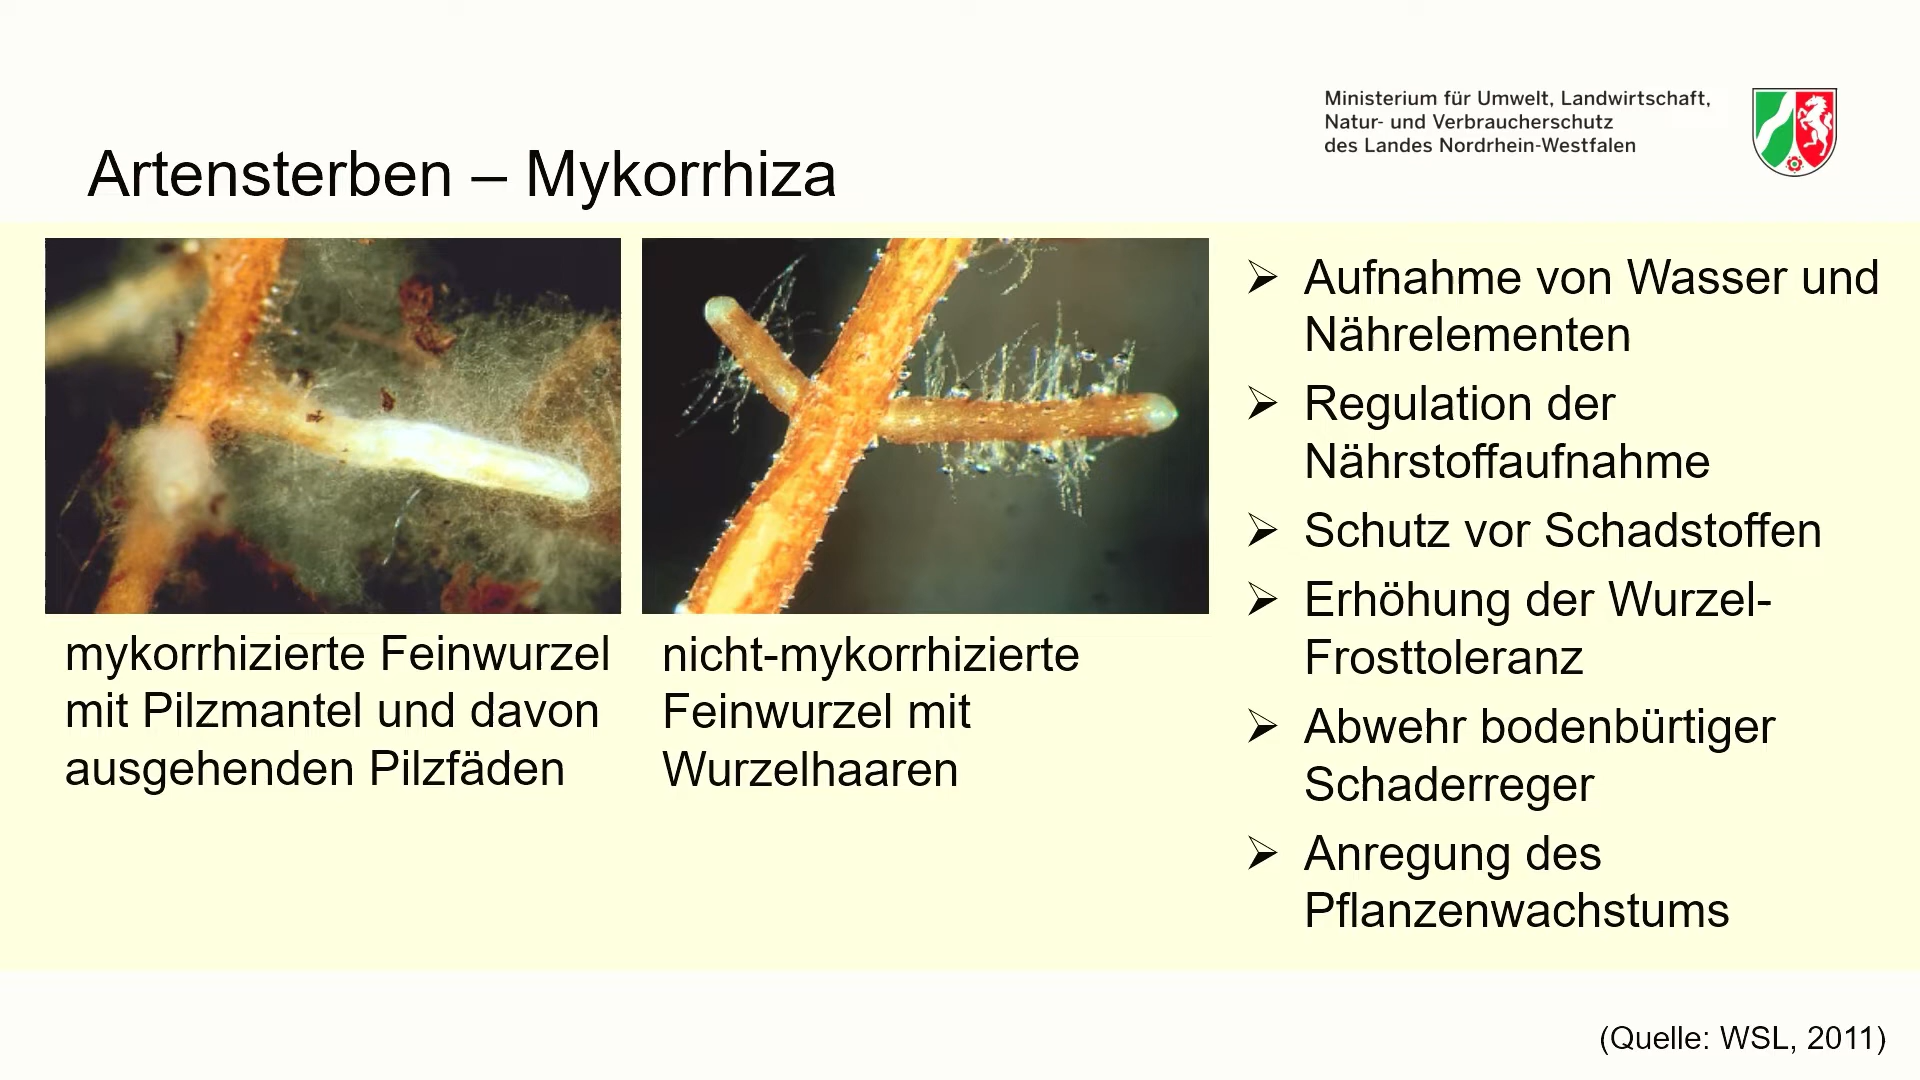 Ministerium für Umwelt, Landwirtschaft,
Natur- und Verbraucherschutz
des Landes Nordrhein-Westfalen
Artensterben – Mykorrhiza
mykorrhizierte Feinwurzel
mit Pilzmantel und davon
ausgehenden Pilzfäden
nicht-mykorrhizierte
Feinwurzel mit
Wurzelhaaren
➢ Aufnahme von Wasser und
Nährelementen
➢ Regulation der
Nährstoffaufnahme
➢ Schutz vor Schadstoffen
➢ Erhöhung der Wurzel-
Frosttoleranz
➢ Abwehr bodenbürtiger
Schaderreger
➢ Anregung des
Pflanzenwachstums
(Quelle: WSL, 2011)